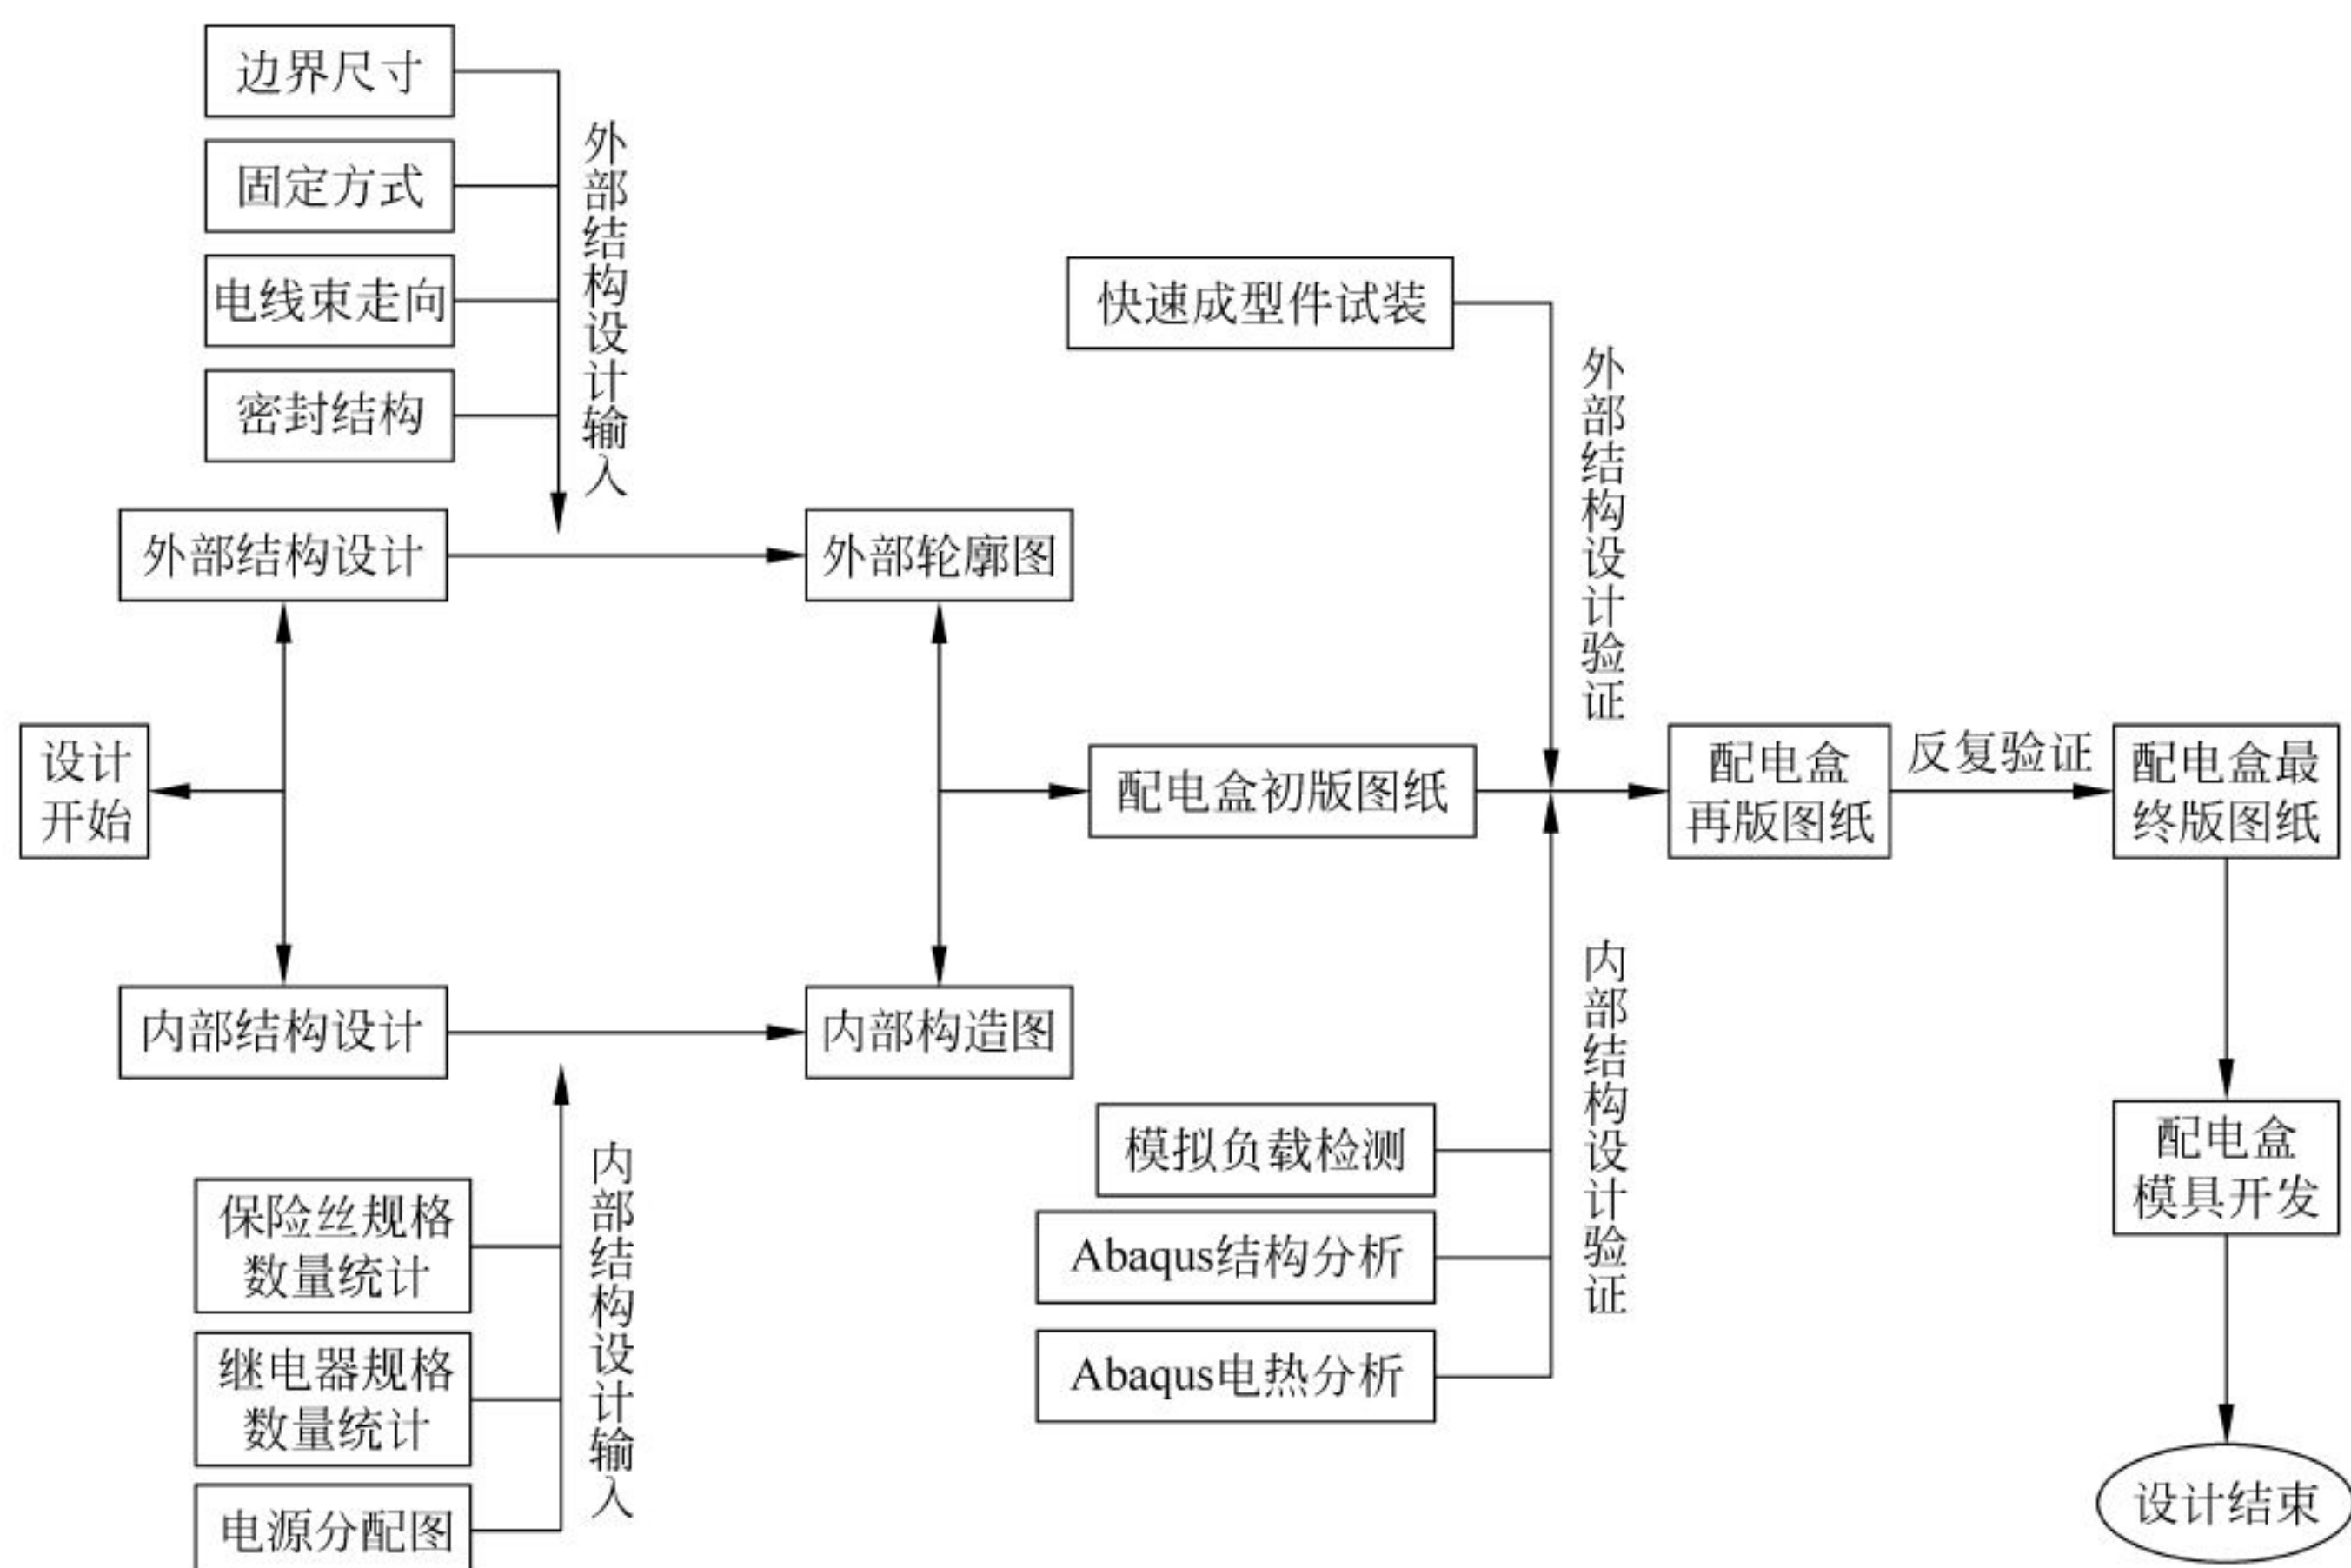 边界尺寸
固定方式
电线束走向
密封结构
外部结构设计输入
快速成型件试装
外部结构设计验证
外部结构设计
外部轮廓图
设计
开始
配电盒初版图纸
配电盒
再版图纸
反复验证
配电盒最
终版图纸
内部结构设计
内部构造图
内部结构设计验证
模拟负载检测
Abaqus结构分析
Abaqus电热分析
配电盒
模具开发
内部结构设计输入
保险丝规格
数量统计
继电器规格
数量统计
电源分配图
设计结束